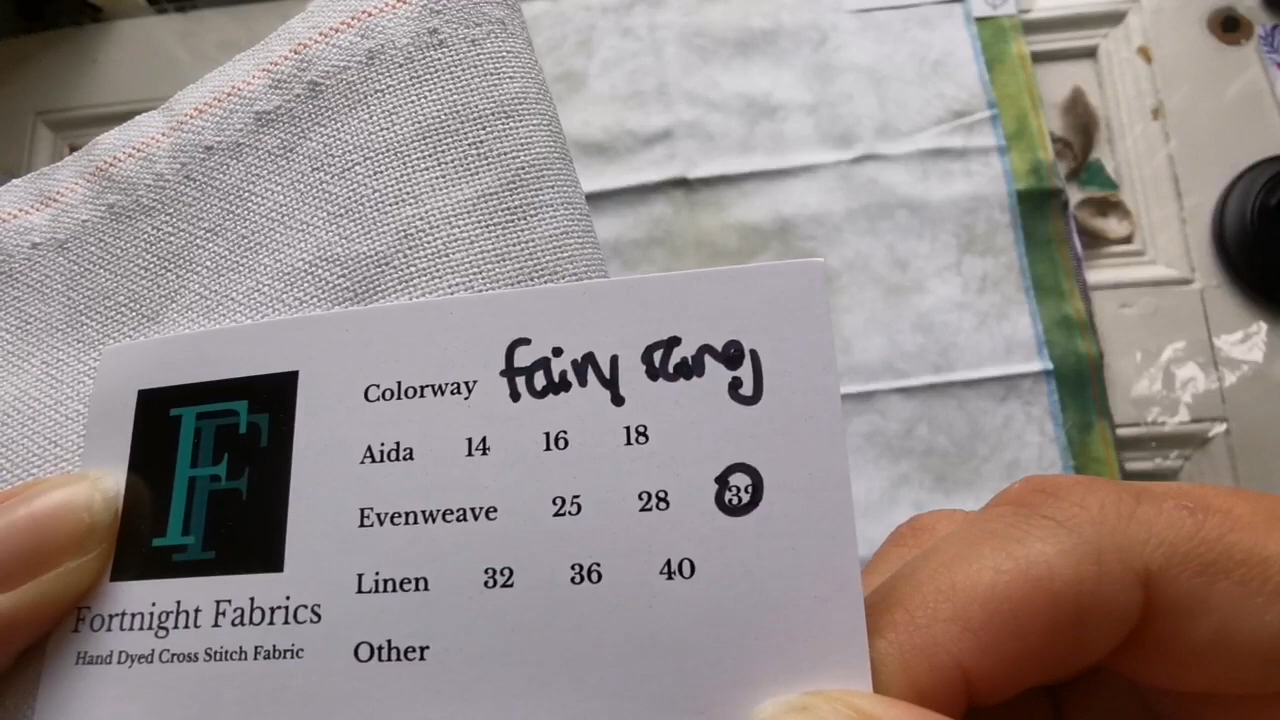 Colorway fairy
Aida 14 16 18
Evenweave 25 28 32
Linen 32 36 40
Other
FF
Fortnight Fabrics
Hand Dyed Cross Stitch Fabric